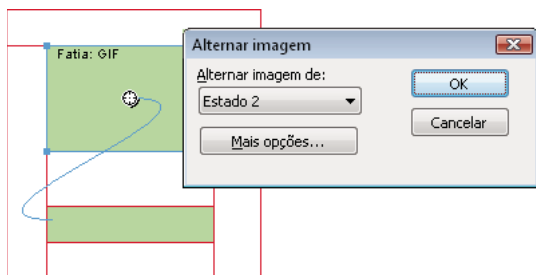 Fatia: GIF
Alternar imagem
Alternar imagem de:
Estado 2
Mais opções...
OK
Cancelar